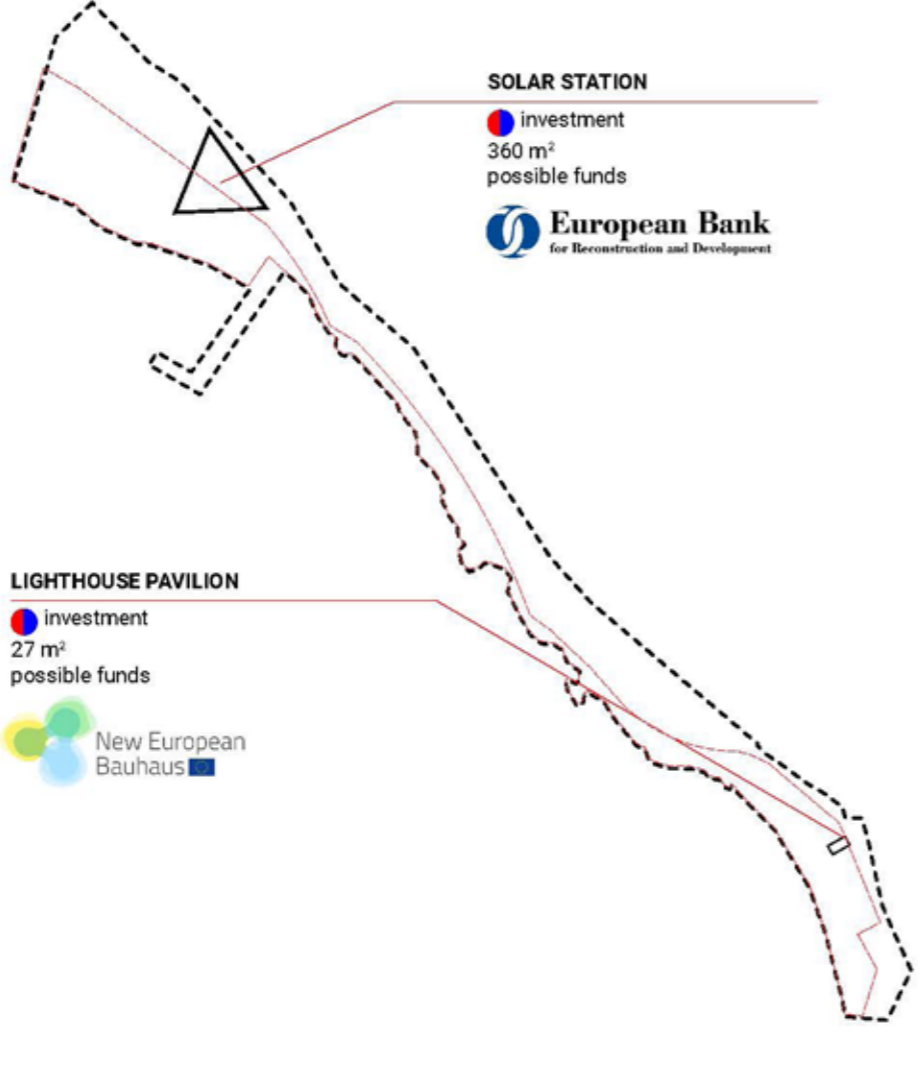 SOLAR STATION
investment
360 m²
possible funds
European Bank
for Reconstruction and Development
LIGHTHOUSE PAVILION
investment
27 m²
possible funds
New European
Bauhaus